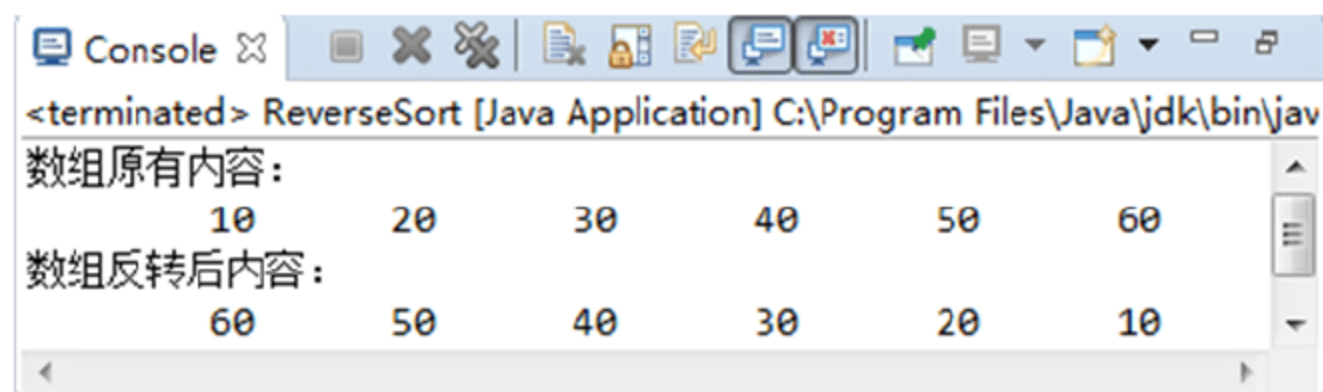 Console
<terminated> ReverseSort [Java Application] C:\Program Files\Java\jdk\bin\jav
数组原有内容：
10 20 30 40 50 60
数组反转后内容：
60 50 40 30 20 10